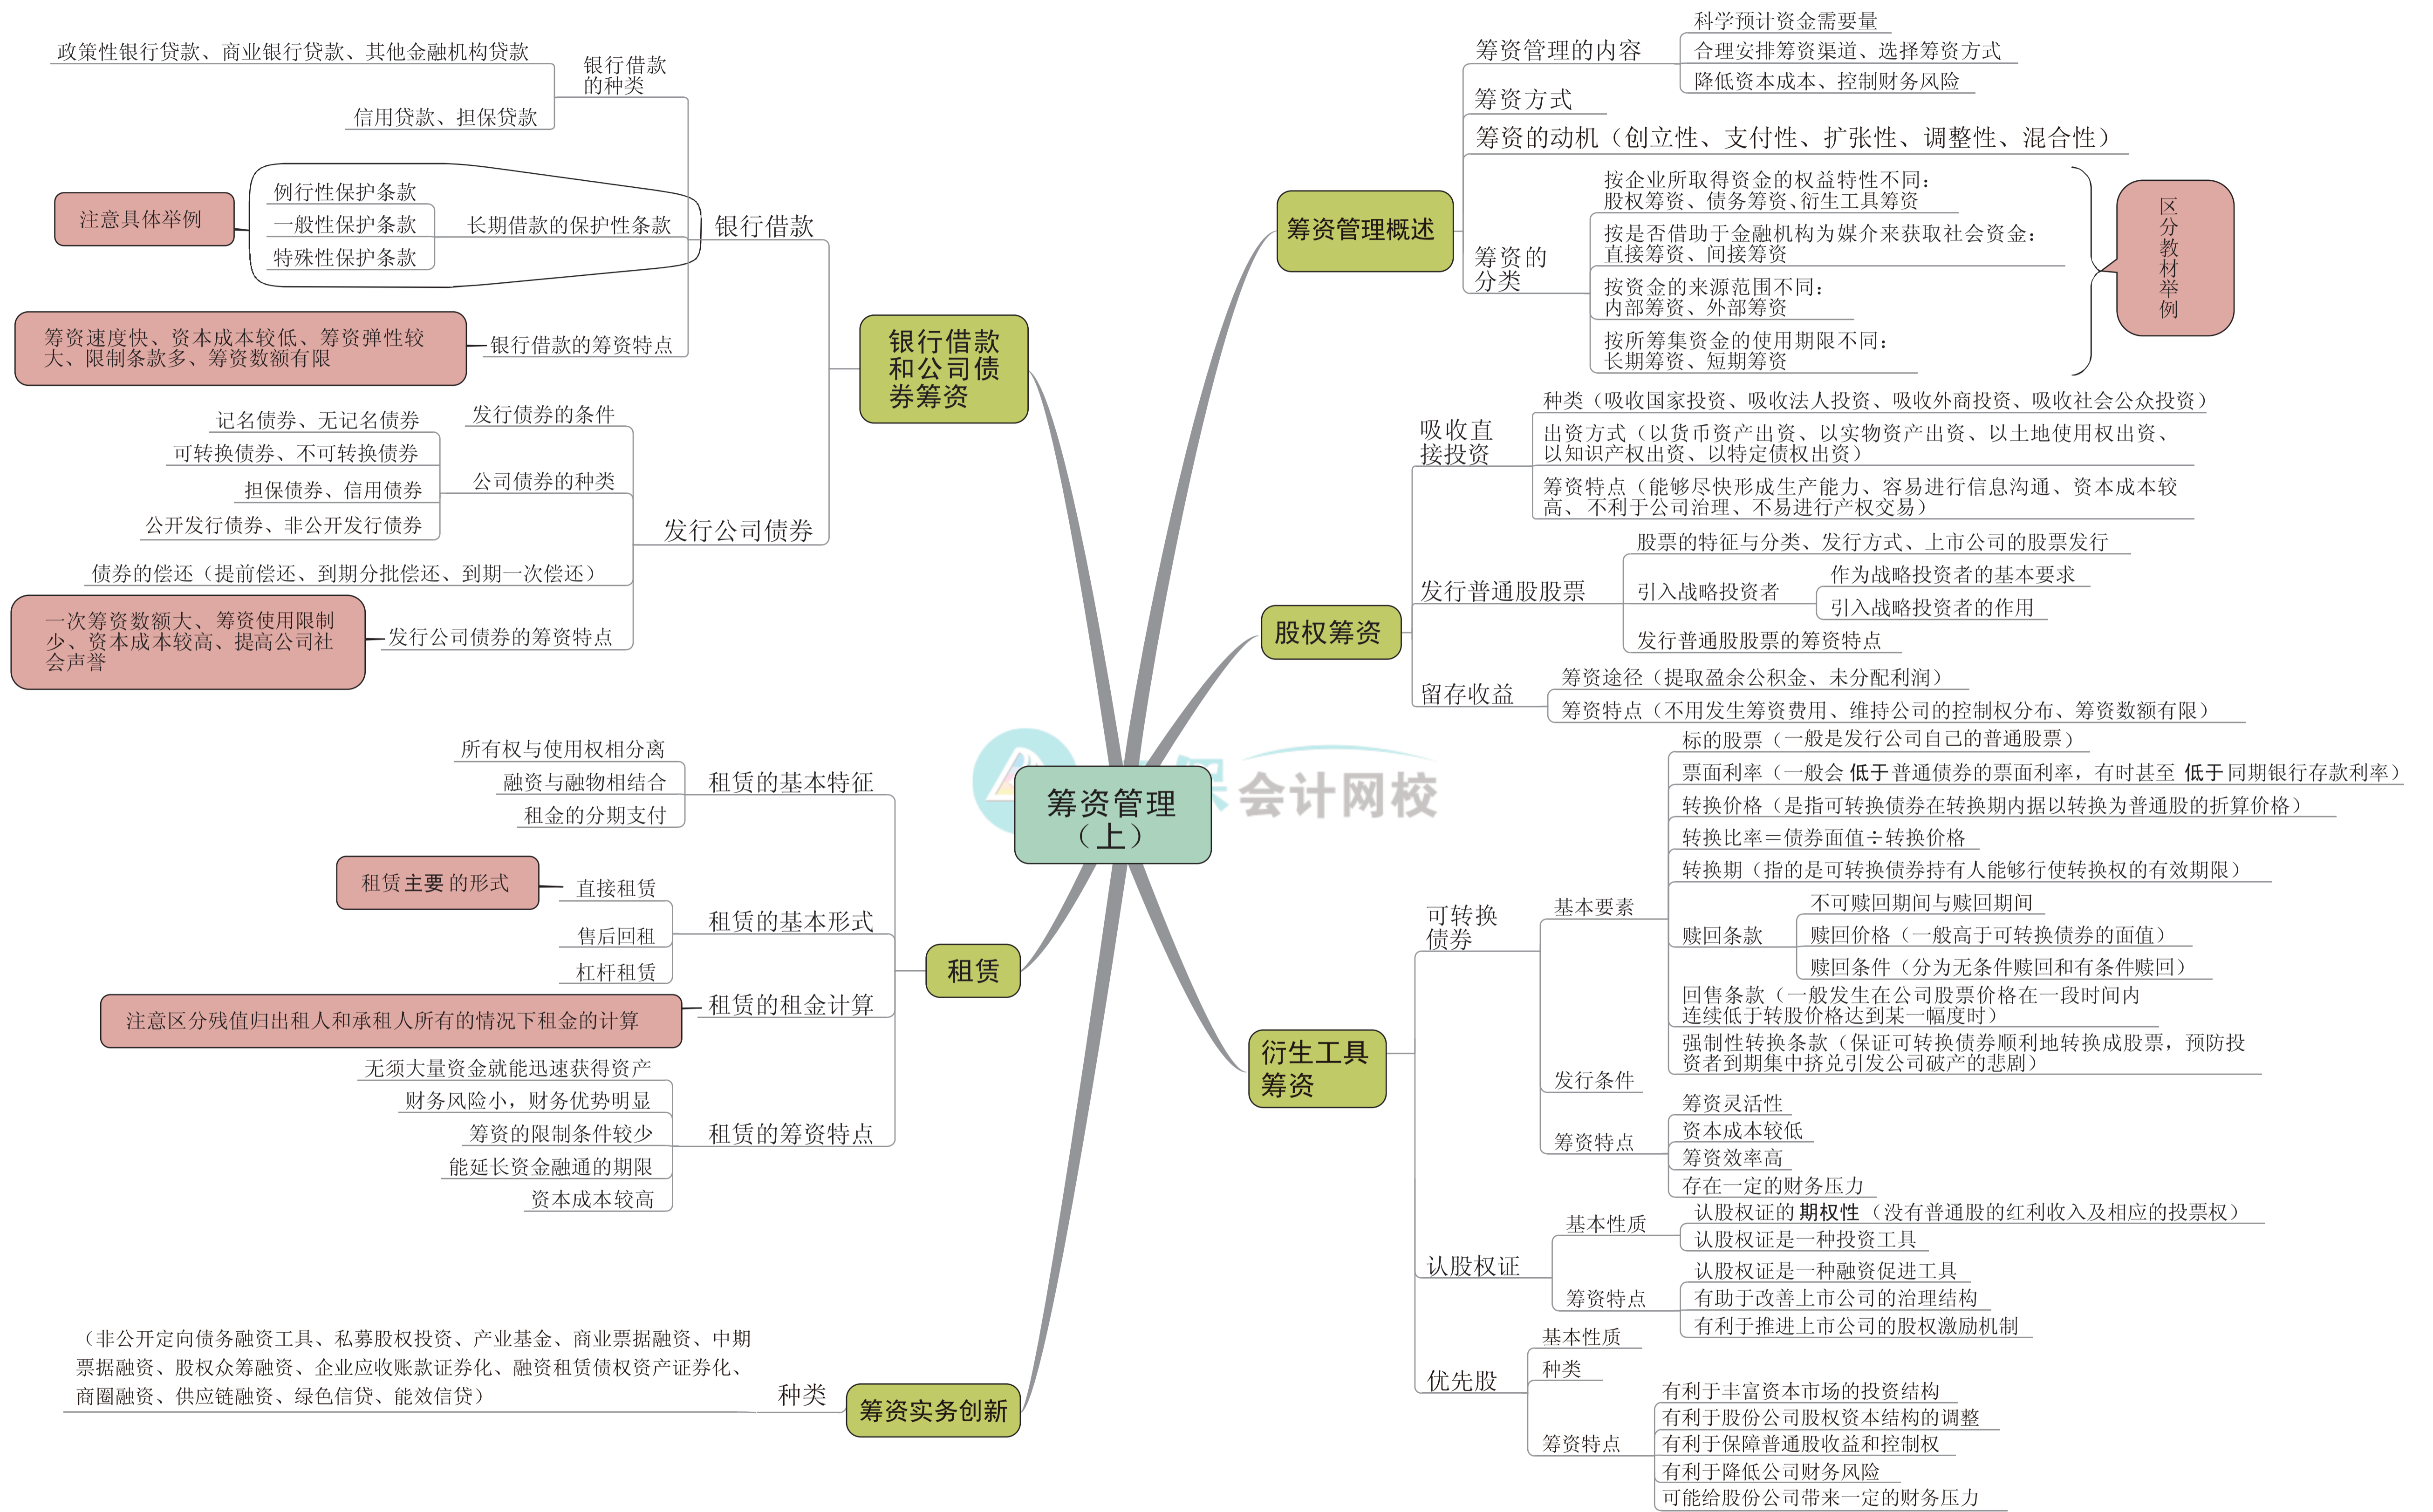 筹资管理
（上）
会计网校
筹资管理概述
筹资管理的内容
科学预计资金需要量
合理安排筹资渠道、选择筹资方式
降低资本成本、控制财务风险
筹资方式
筹资的动机（创立性、支付性、扩张性、调整性、混合性）
筹资的
分类
按企业所取得资金的权益特性不同：
股权筹资、债务筹资、衍生工具筹资
按是否借助于金融机构为媒介来获取社会资金：
直接筹资、间接筹资
按资金的来源范围不同：
内部筹资、外部筹资
按所筹集资金的使用期限不同：
长期筹资、短期筹资
区分教材举例
股权筹资
吸收直
接投资
种类（吸收国家投资、吸收法人投资、吸收外商投资、吸收社会公众投资）
出资方式（以货币资产出资、以实物资产出资、以土地使用权出资、
以知识产权出资、以特定债权出资）
筹资特点（能够尽快形成生产能力、容易进行信息沟通、资本成本较
高、不利于公司治理、不易进行产权交易）
发行普通股股票
股票的特征与分类、发行方式、上市公司的股票发行
引入战略投资者
作为战略投资者的基本要求
引入战略投资者的作用
发行普通股股票的筹资特点
留存收益
筹资途径（提取盈余公积金、未分配利润）
筹资特点（不用发生筹资费用、维持公司的控制权分布、筹资数额有限）
衍生工具
筹资
可转换
债券
基本要素
标的股票（一般是发行公司自己的普通股票）
票面利率（一般会低于普通债券的票面利率，有时甚至低于同期银行存款利率）
转换价格（是指可转换债券在转换期内据以转换为普通股的折算价格）
转换比率＝债券面值÷转换价格
转换期（指的是可转换债券持有人能够行使转换权的有效期限）
赎回条款
不可赎回期间与赎回期间
赎回价格（一般高于可转换债券的面值）
赎回条件（分为无条件赎回和有条件赎回）
回售条款（一般发生在公司股票价格在一段时间内
连续低于转股价格达到某一幅度时）
强制性转换条款（保证可转换债券顺利地转换成股票，预防投
资者到期集中挤兑引发公司破产的悲剧）
发行条件
筹资特点
筹资灵活性
资本成本较低
筹资效率高
存在一定的财务压力
认股权证
基本性质
认股权证的期权性（没有普通股的红利收入及相应的投票权）
认股权证是一种投资工具
筹资特点
认股权证是一种融资促进工具
有助于改善上市公司的治理结构
有利于推进上市公司的股权激励机制
优先股
基本性质
种类
筹资特点
有利于丰富资本市场的投资结构
有利于股份公司股权资本结构的调整
有利于保障普通股收益和控制权
有利于降低公司财务风险
可能给股份公司带来一定的财务压力
银行借款
和公司债
券筹资
银行借款
银行借款
的种类
政策性银行贷款、商业银行贷款、其他金融机构贷款
信用贷款、担保贷款
长期借款的保护性条款
例行性保护条款
一般性保护条款
特殊性保护条款
注意具体举例
银行借款的筹资特点
筹资速度快、资本成本较低、筹资弹性较
大、限制条款多、筹资数额有限
发行公司债券
发行债券的条件
公司债券的种类
记名债券、无记名债券
可转换债券、不可转换债券
担保债券、信用债券
公开发行债券、非公开发行债券
债券的偿还（提前偿还、到期分批偿还、到期一次偿还）
发行公司债券的筹资特点
一次筹资数额大、筹资使用限制
少、资本成本较高、提高公司社
会声誉
租赁
租赁的基本特征
所有权与使用权相分离
融资与融物相结合
租金的分期支付
租赁的基本形式
直接租赁
租赁主要的形式
售后回租
杠杆租赁
租赁的租金计算
注意区分残值归出租人和承租人所有的情况下租金的计算
租赁的筹资特点
无须大量资金就能迅速获得资产
财务风险小，财务优势明显
筹资的限制条件较少
能延长资金融通的期限
资本成本较高
筹资实务创新
种类
（非公开定向债务融资工具、私募股权投资、产业基金、商业票据融资、中期
票据融资、股权众筹融资、企业应收账款证券化、融资租赁债权资产证券化、
商圈融资、供应链融资、绿色信贷、能效信贷）